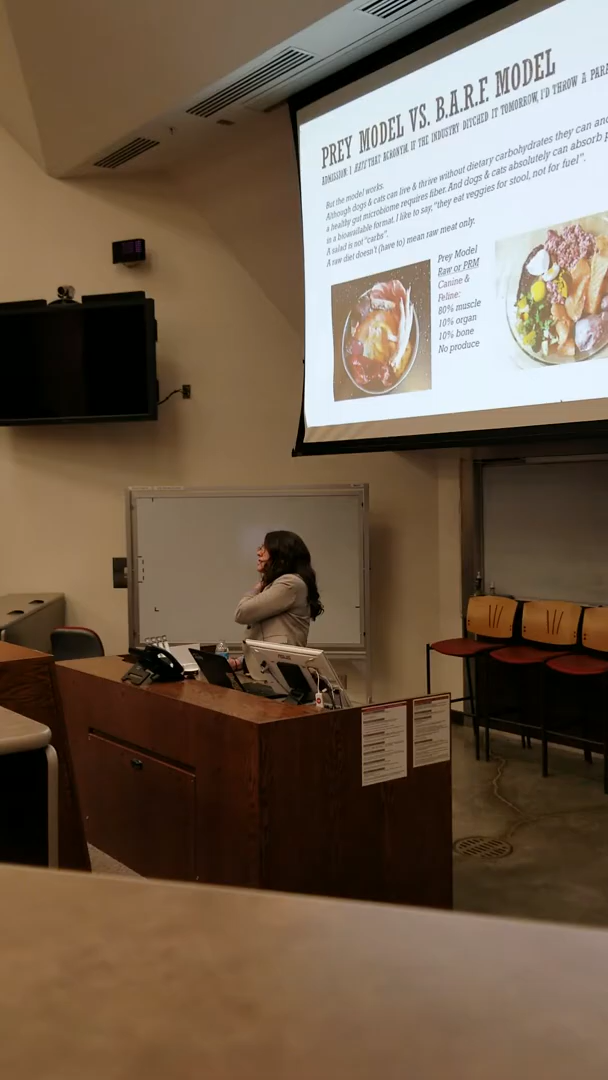 PREY MODEL VS. B.A.R.F. MODEL
ADMISSION: I HATE THAT ACRONYM. IF THE INDUSTRY DITCHED IT TOMORROW, I'D THROW A PARA
But the model works.
Although dogs & cats can live & thrive without dietary carbohydrates they can and
a healthy gut microbiome requires fiber. And dogs & cats absolutely can absorb p
in a bioavailable format. I like to say, "they eat veggies for stool, not for fuel".
A salad is not "carbs".
A raw diet doesn't (have to) mean raw meat only.
Prey Model
Raw or PRM
Canine &
Feline:
80% muscle
10% organ
10% bone
No produce